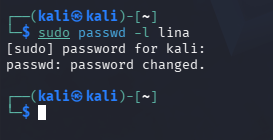 ┌──(kali㉿kali)-[~]
└─$ sudo passwd -l lina
[sudo] password for kali:
passwd: password changed.
┌──(kali㉿kali)-[~]
└─$